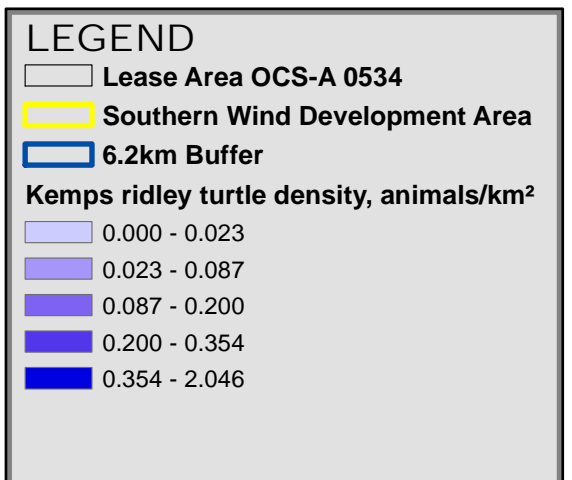 LEGEND
Lease Area OCS-A 0534
Southern Wind Development Area
6.2km Buffer
Kemps ridley turtle density, animals/km²
0.000 - 0.023
0.023 - 0.087
0.087 - 0.200
0.200 - 0.354
0.354 - 2.046